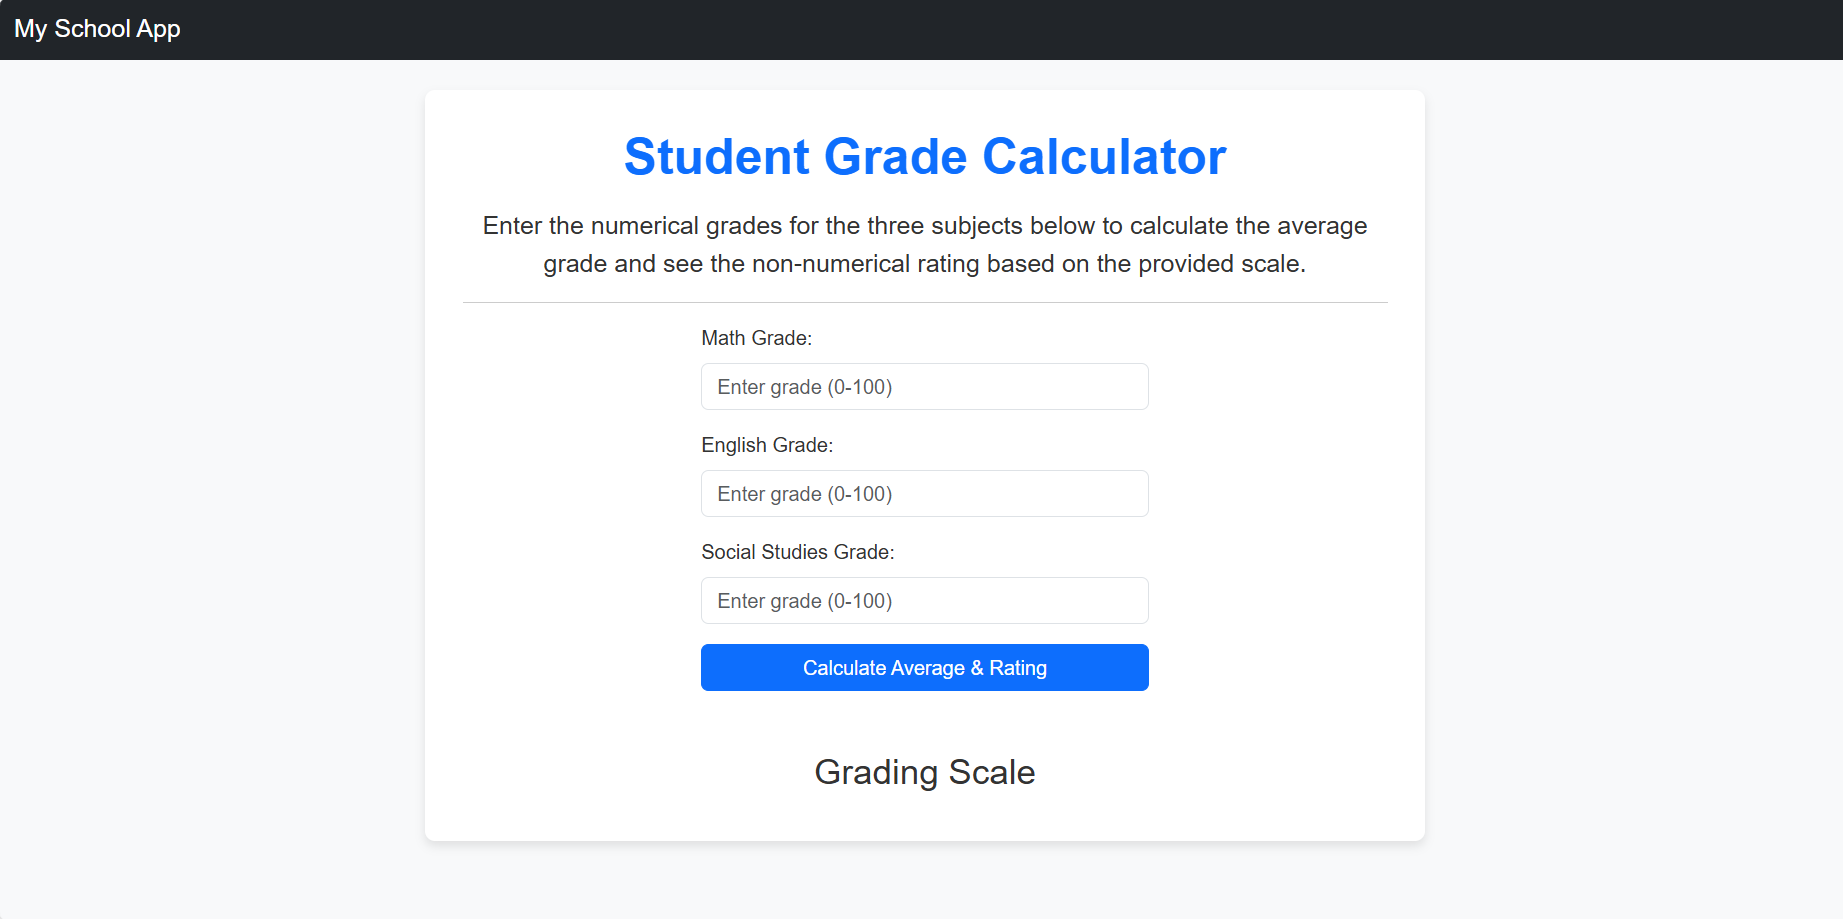 My School App
Student Grade Calculator
Enter the numerical grades for the three subjects below to calculate the average
grade and see the non-numerical rating based on the provided scale.
Math Grade:
Enter grade (0-100)
English Grade:
Enter grade (0-100)
Social Studies Grade:
Enter grade (0-100)
Calculate Average & Rating
Grading Scale